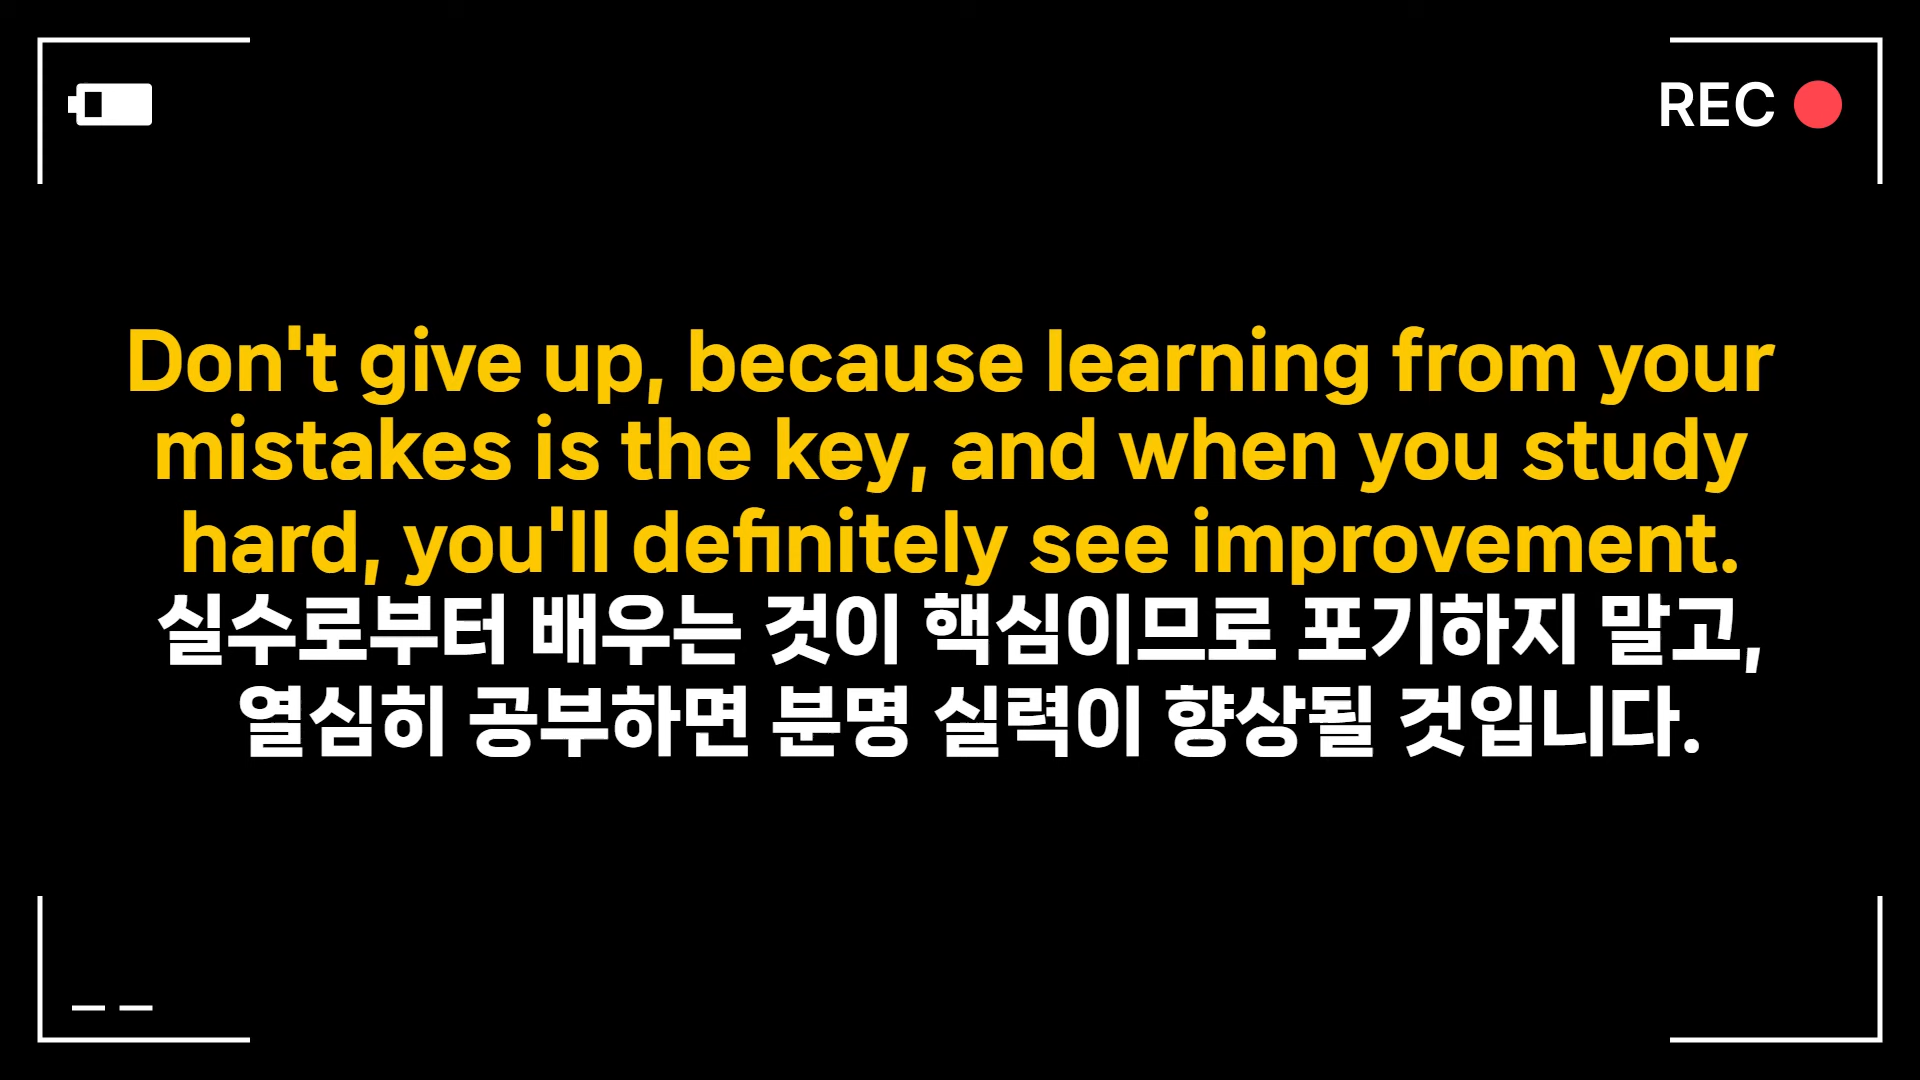 REC
Don't give up, because learning from your
mistakes is the key, and when you study
hard, you'll definitely see improvement.
실수로부터 배우는 것이 핵심이므로 포기하지 말고,
열심히 공부하면 분명 실력이 향상될 것입니다.